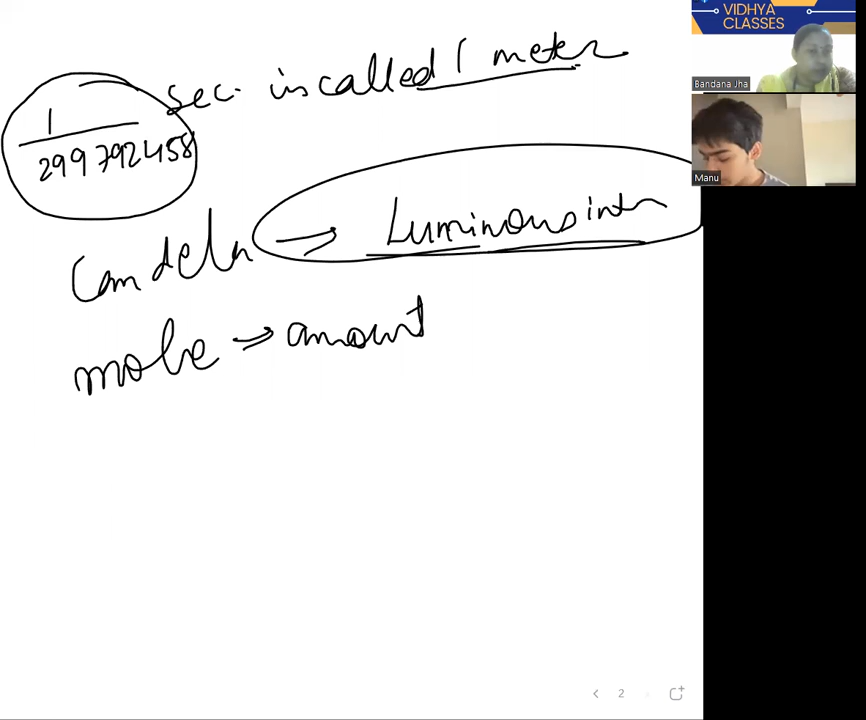 1
299792458
sec. is called 1 meter
Candela → Luminous inten
mole ⇒ amount
2
VIDHYA
CLASSES
Bandana Jha
Manu